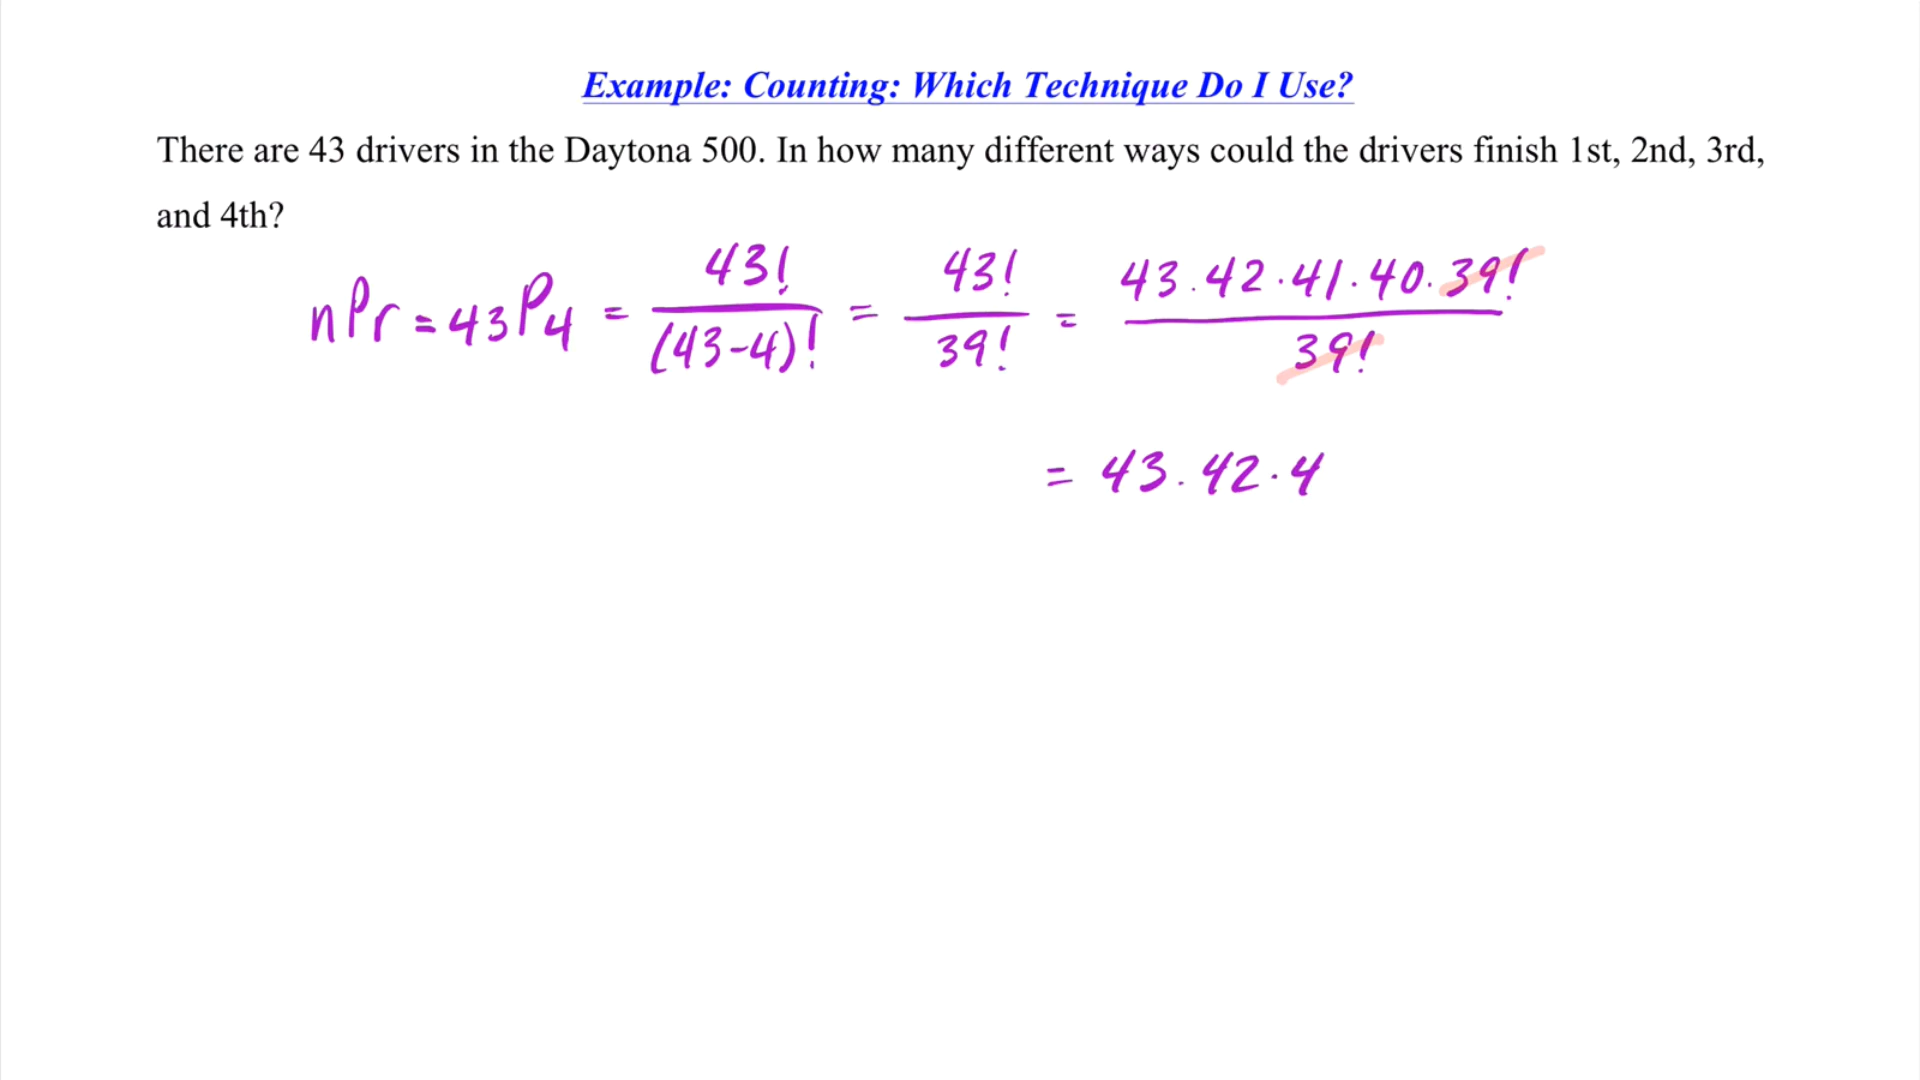 Example: Counting: Which Technique Do I Use?
There are 43 drivers in the Daytona 500. In how many different ways could the drivers finish 1st, 2nd, 3rd,
and 4th?
nPr = 43P4 = 43! / (43-4)! = 43! / 39! = 43.42.41.40.39! / 39!
= 43.42.4